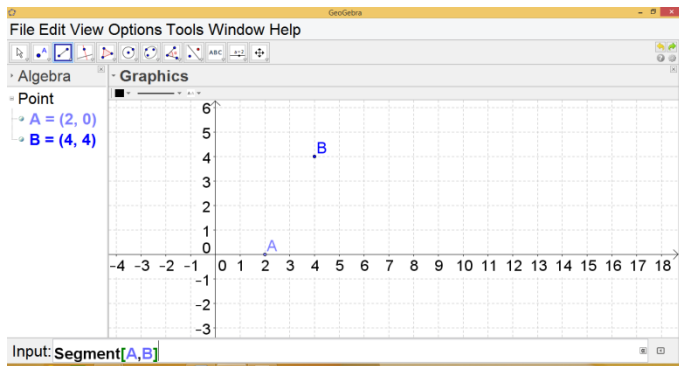 GeoGebra
File Edit View Options Tools Window Help
A ABC a=2
Algebra Graphics
Point
A = (2, 0)
B = (4, 4)
6
5
B
4
3
2
1
0
A
-4 -3 -2 -1 0 1 2 3 4 5 6 7 8 9 10 11 12 13 14 15 16 17 18
-1
-2
-3
Input: Segment[A,B]